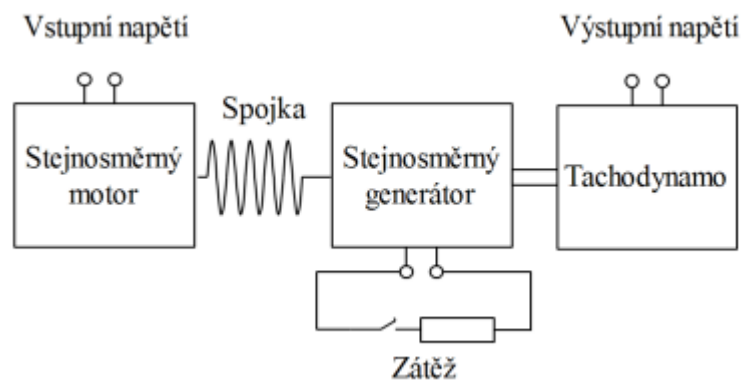 Vstupní napětí
Výstupní napětí
Spojka
Stejnosměrný
motor
Stejnosměrný
generátor
Tachodynamo
Zátěž